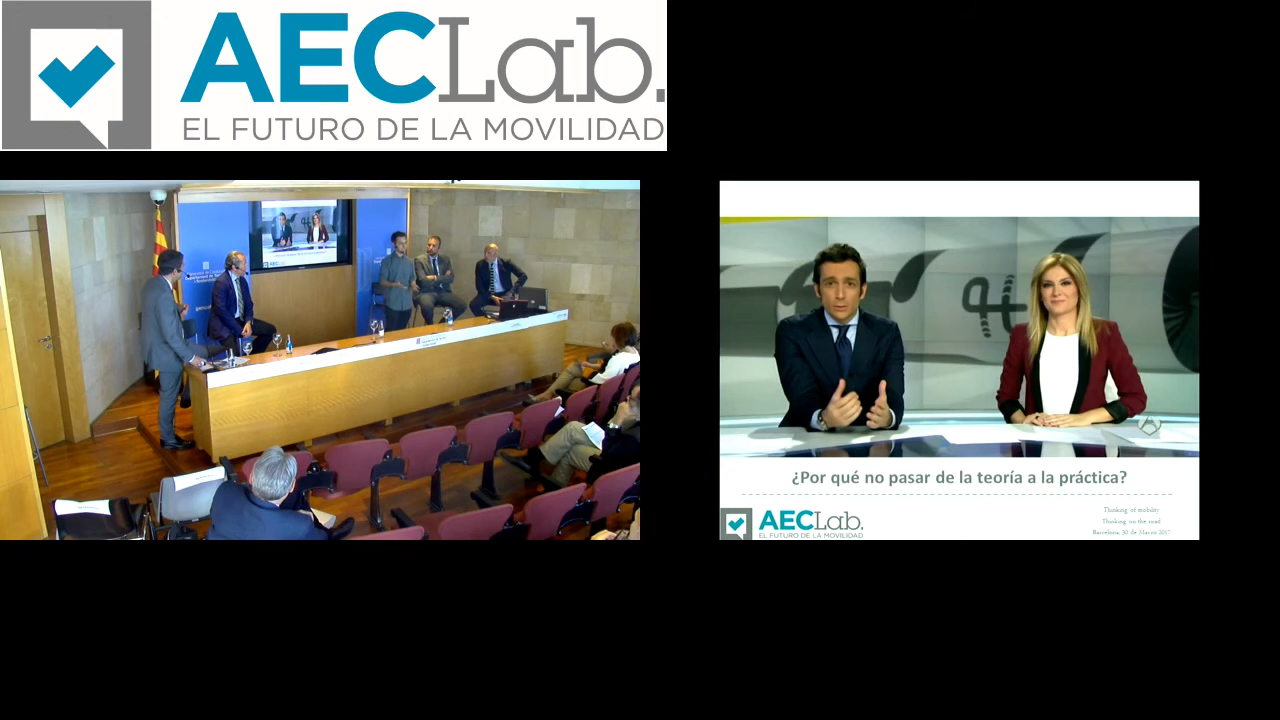 AECLab.
EL FUTURO DE LA MOVILIDAD
AECLab
¿Por qué no pasar de la teoría a la práctica?
Thinking of mobility
Thinking on the road
Barcelona, 30 de Marzo 2017
AECLab.
EL FUTURO DE LA MOVILIDAD